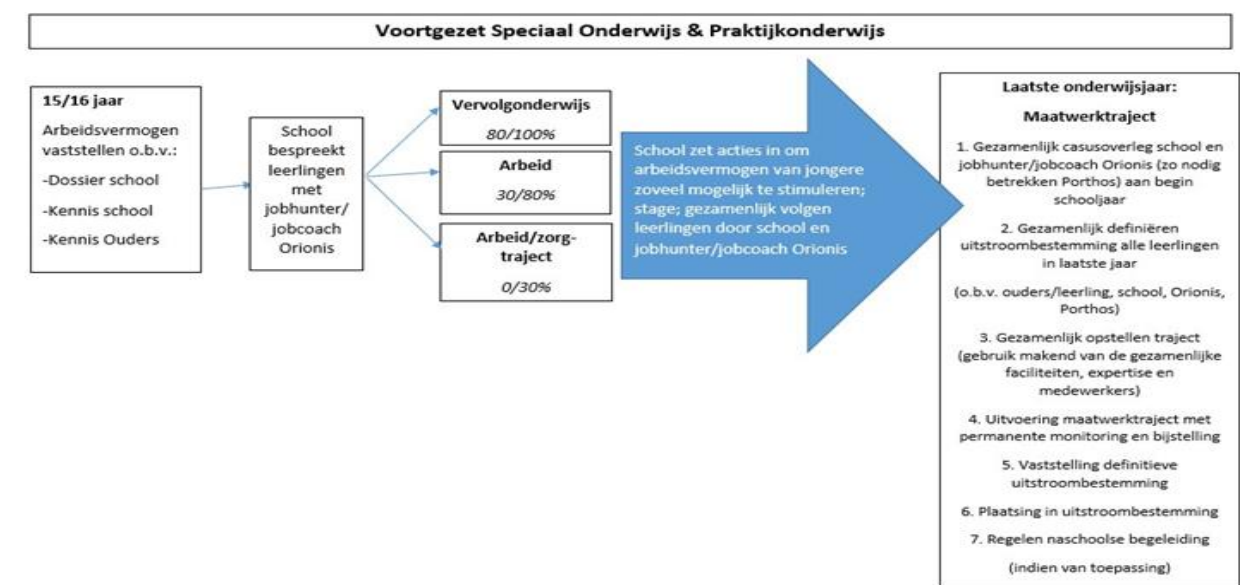 Voortgezet Speciaal Onderwijs & Praktijkonderwijs
15/16 jaar
Arbeidsvermogen
vaststellen o.b.v.:
-Dossier school
-Kennis school
-Kennis Ouders
School
bespreekt
leerlingen
met
jobhunter/
jobcoach
Orionis
Vervolgonderwijs
80/100%
Arbeid
30/80%
Arbeid/zorg-
traject
0/30%
School zet acties in om
arbeidsvermogen van jongere
zoveel mogelijk te stimuleren;
stage; gezamenlijk volgen
leerlingen door school en
jobhunter/jobcoach Orionis
Laatste onderwijsjaar:
Maatwerktraject
1. Gezamenlijk casusoverleg school en
jobhunter/jobcoach Orionis (zo nodig
betrekken Porthos) aan begin
schooljaar
2. Gezamenlijk definiëren
uitstroombestemming alle leerlingen
in laatste jaar
(o.b.v. ouders/leerling, school, Orionis,
Porthos)
3. Gezamenlijk opstellen traject
(gebruik makend van de gezamenlijke
faciliteiten, expertise en
medewerkers)
4. Uitvoering maatwerktraject met
permanente monitoring en bijstelling
5. Vaststelling definitieve
uitstroombestemming
6. Plaatsing in uitstroombestemming
7. Regelen naschoolse begeleiding
(indien van toepassing)